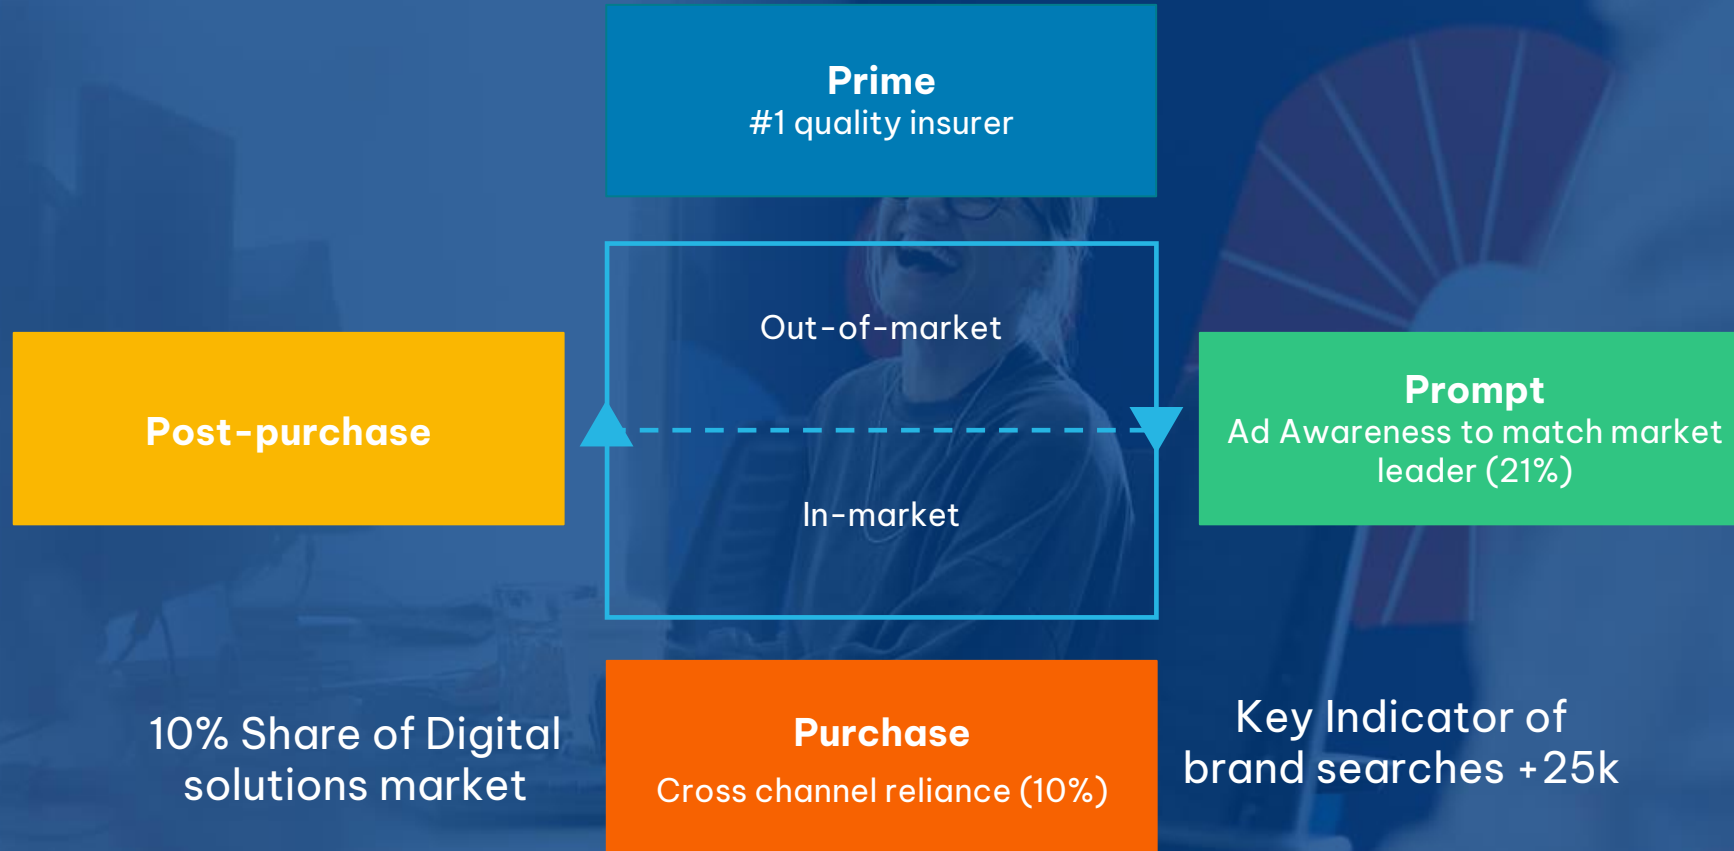 Prime
#1 quality insurer
Out-of-market
Post-purchase
Prompt
Ad Awareness to match market
leader (21%)
In-market
10% Share of Digital
solutions market
Purchase
Cross channel reliance (10%)
Key Indicator of
brand searches +25k